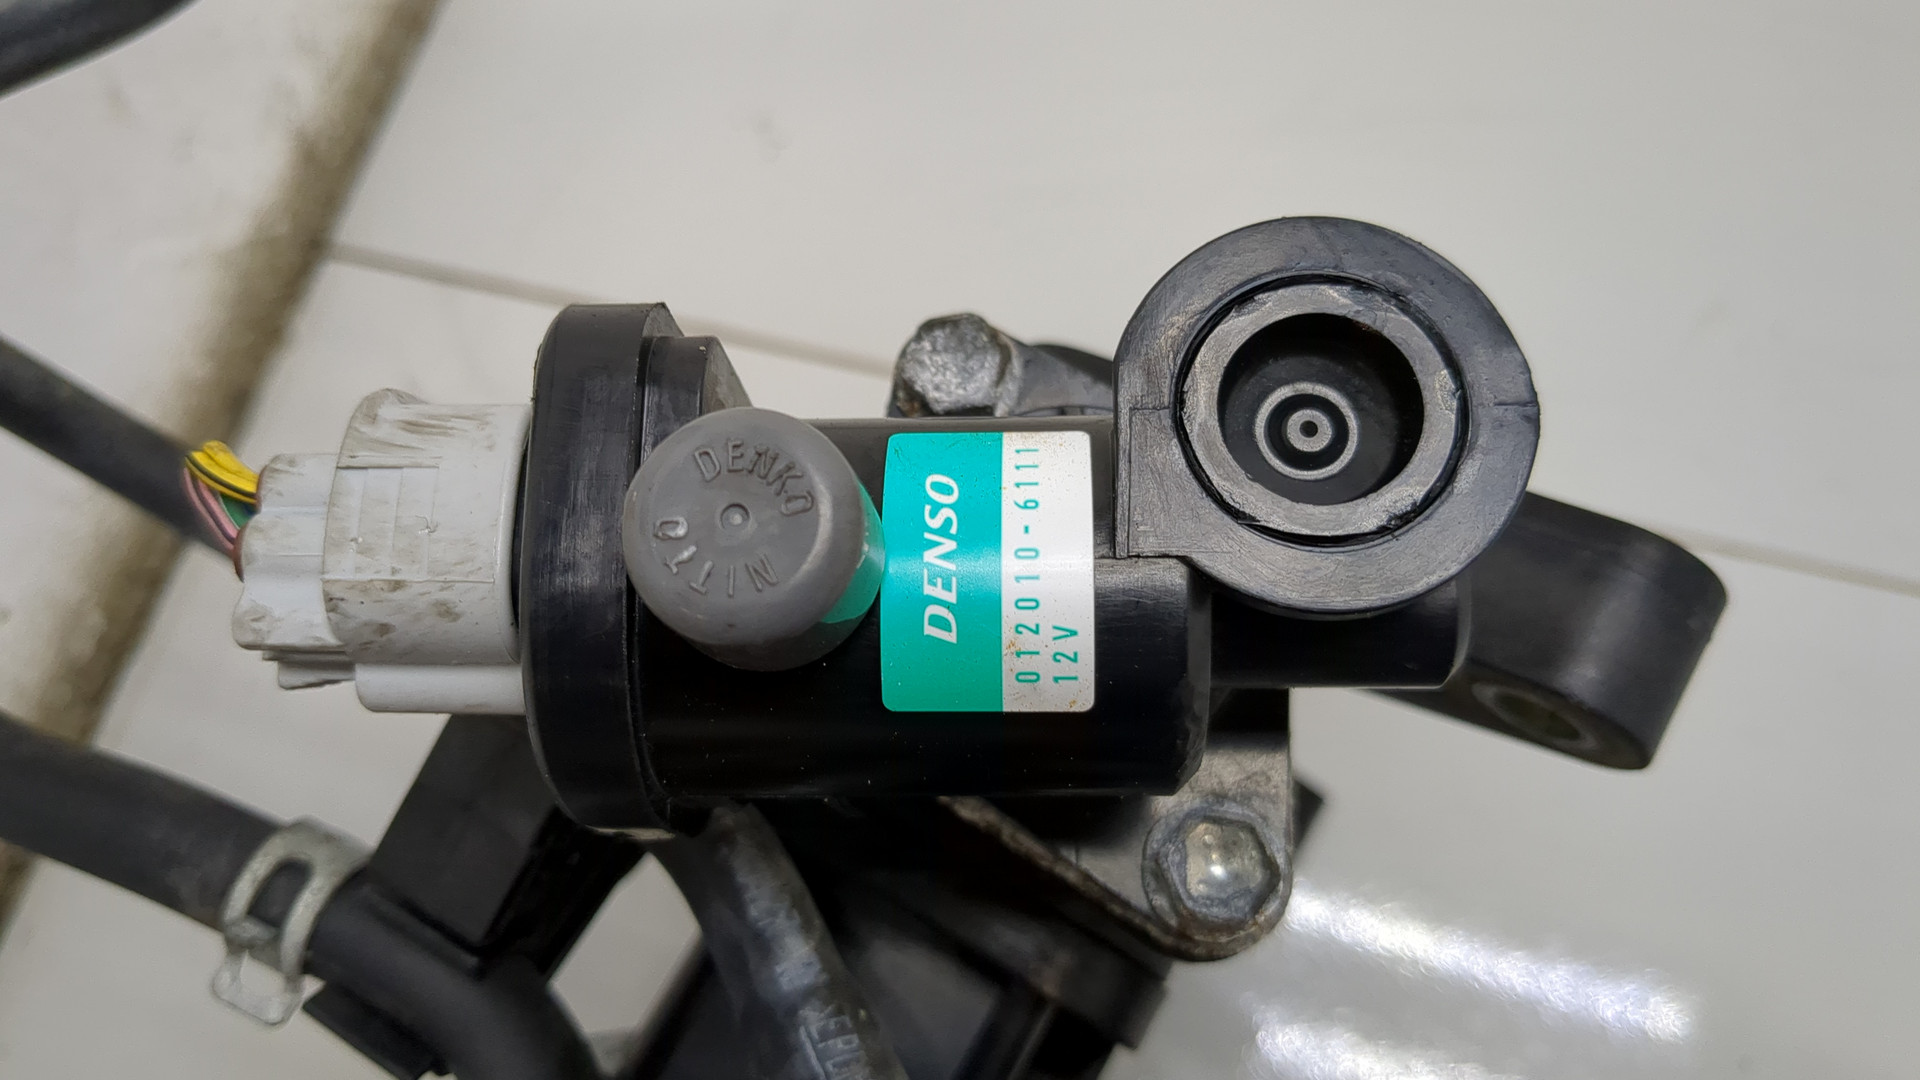 DENKO
NITTO
DENSO
012010-6111
12V